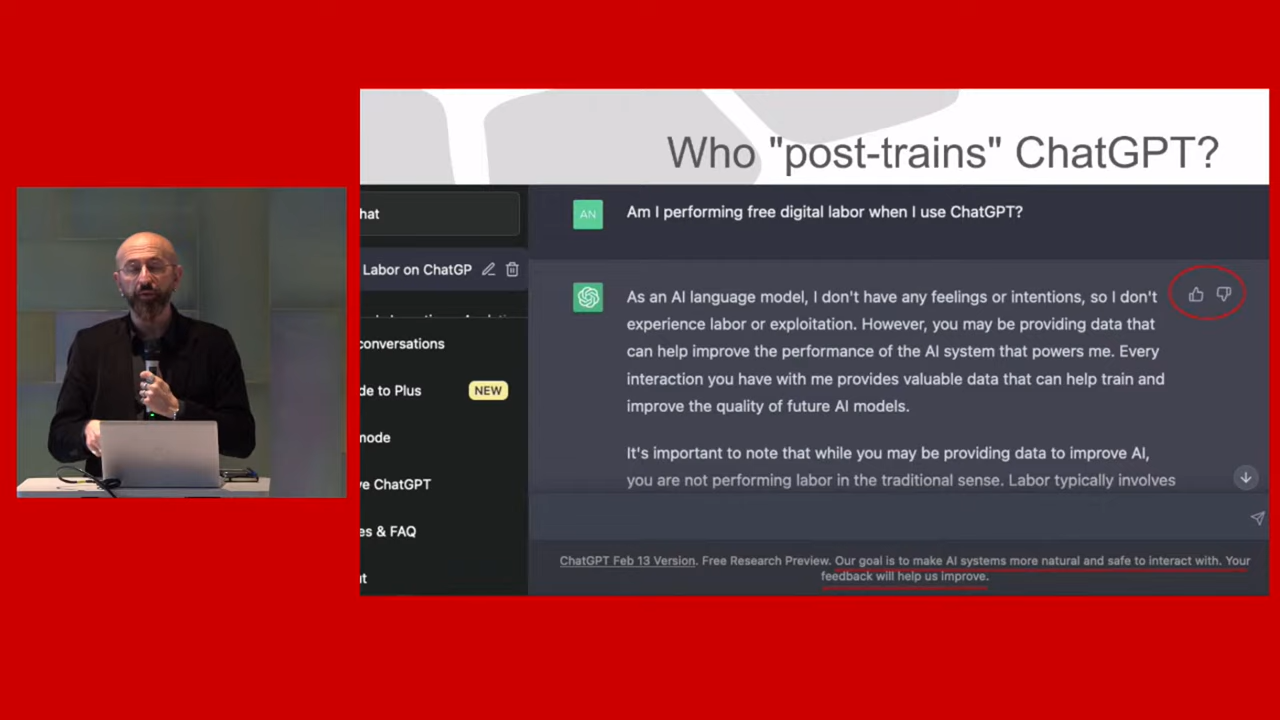 Who "post-trains" ChatGPT?
hat
AN
Am I performing free digital labor when I use ChatGPT?
Labor on ChatGP
As an AI language model, I don't have any feelings or intentions, so I don't
experience labor or exploitation. However, you may be providing data that
can help improve the performance of the AI system that powers me. Every
interaction you have with me provides valuable data that can help train and
improve the quality of future AI models.
It's important to note that while you may be providing data to improve AI,
you are not performing labor in the traditional sense. Labor typically involves
conversations
de to Plus
NEW
mode
e ChatGPT
es & FAQ
t
ChatGPT Feb 13 Version. Free Research Preview. Our goal is to make AI systems more natural and safe to interact with. Your
feedback will help us improve.